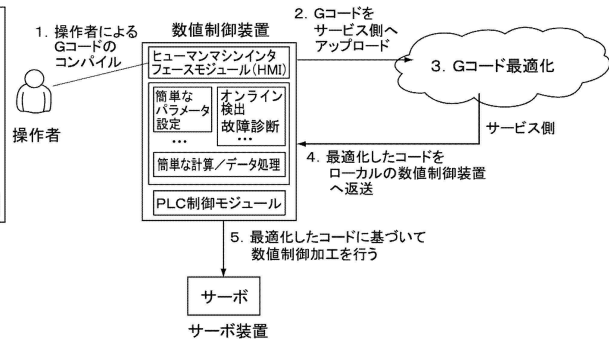 1. 操作者による
Gコードの
コンパイル
操作者
数値制御装置
ヒューマンマシンインタ
フェースモジュール(HMI)
簡単な
パラメータ
設定
…
オンライン
検出
故障診断
…
簡単な計算/データ処理
PLC制御モジュール
2. Gコードを
サービス側へ
アップロード
3. Gコード最適化
サービス側
4. 最適化したコードを
ローカルの数値制御装置
へ返送
5. 最適化したコードに基づいて
数値制御加工を行う
サーボ
サーボ装置